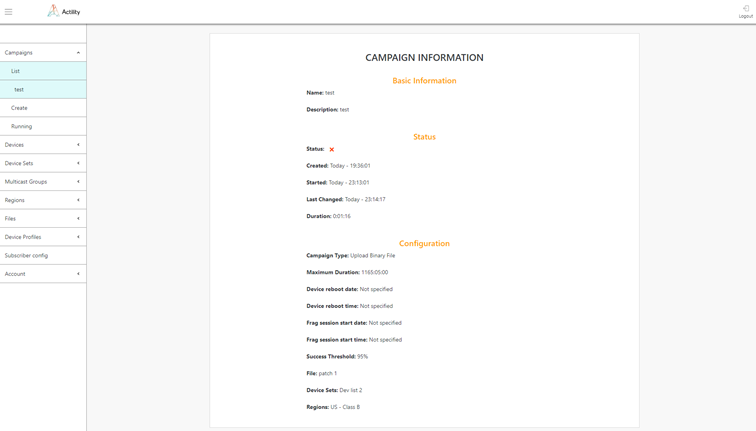 Actility
Logout
Campaigns
List
test
Create
Running
Devices
Device Sets
Multicast Groups
Regions
Files
Device Profiles
Subscriber config
Account
CAMPAIGN INFORMATION
Basic Information
Name: test
Description: test
Status
Status:
Created: Today - 19:36:01
Started: Today - 23:13:01
Last Changed: Today - 23:14:17
Duration: 0:01:16
Configuration
Campaign Type: Upload Binary File
Maximum Duration: 1165:05:00
Device reboot date: Not specified
Device reboot time: Not specified
Frag session start date: Not specified
Frag session start time: Not specified
Success Threshold: 95%
File: patch 1
Device Sets: Dev list 2
Regions: US - Class B